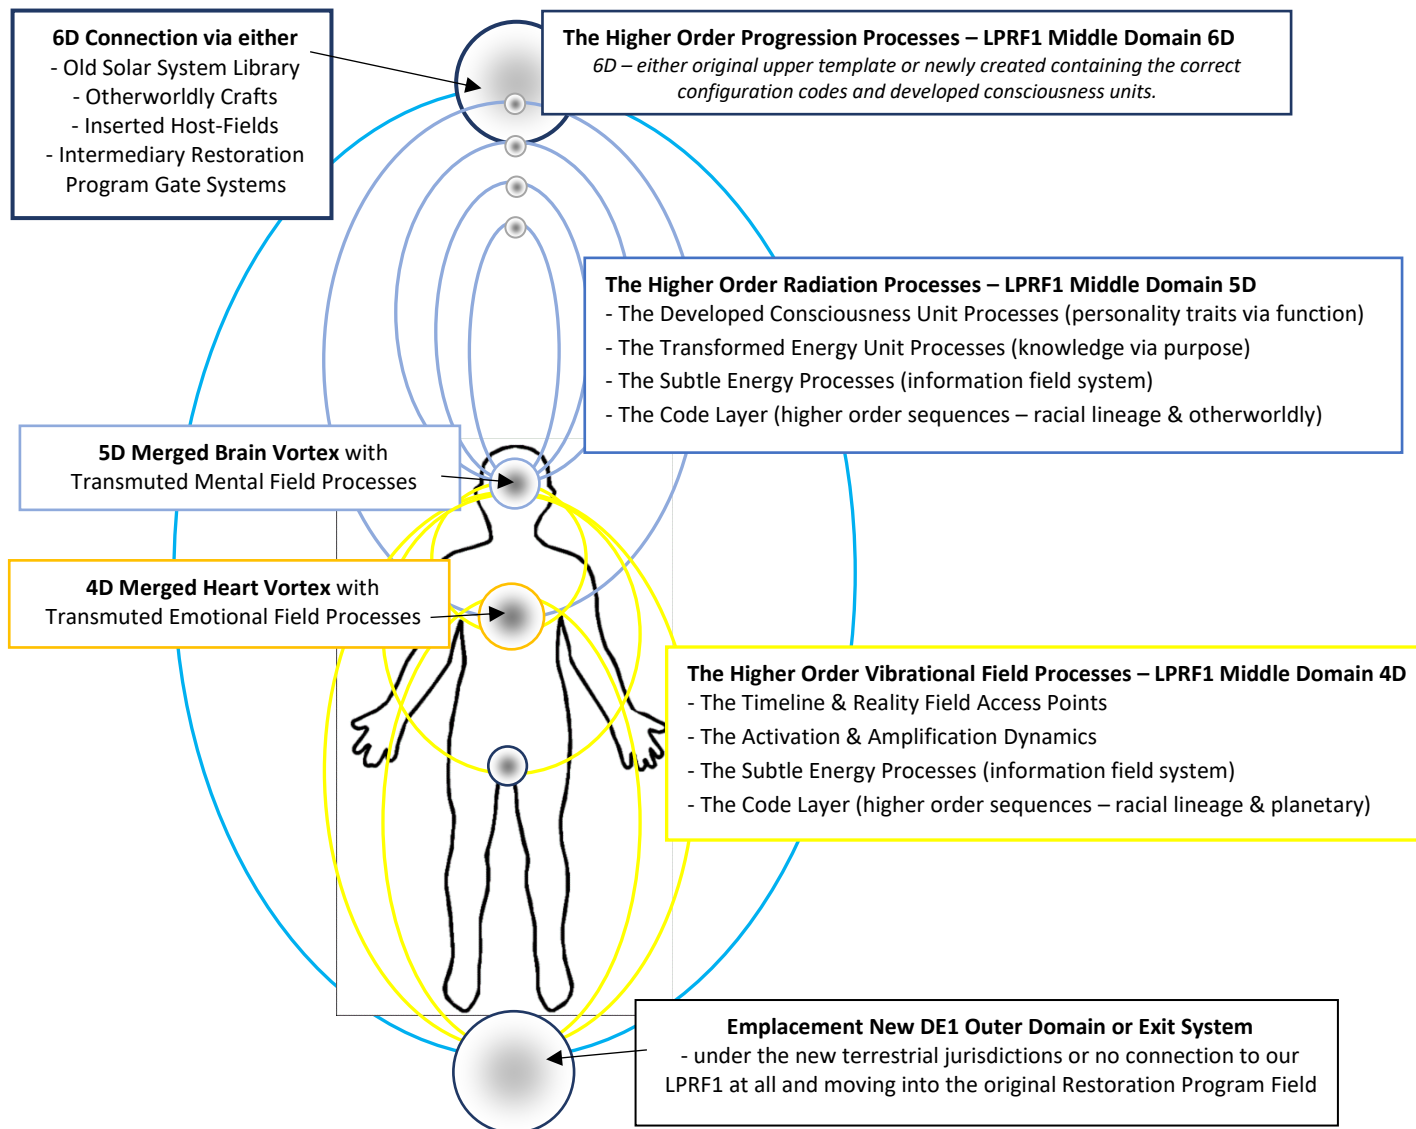 6D Connection via either
- Old Solar System Library
- Otherworldly Crafts
- Inserted Host-Fields
- Intermediary Restoration
Program Gate Systems
The Higher Order Progression Processes – LPRF1 Middle Domain 6D
6D – either original upper template or newly created containing the correct
configuration codes and developed consciousness units.
The Higher Order Radiation Processes – LPRF1 Middle Domain 5D
- The Developed Consciousness Unit Processes (personality traits via function)
- The Transformed Energy Unit Processes (knowledge via purpose)
- The Subtle Energy Processes (information field system)
- The Code Layer (higher order sequences – racial lineage & otherworldly)
5D Merged Brain Vortex with
Transmuted Mental Field Processes
4D Merged Heart Vortex with
Transmuted Emotional Field Processes
The Higher Order Vibrational Field Processes – LPRF1 Middle Domain 4D
- The Timeline & Reality Field Access Points
- The Activation & Amplification Dynamics
- The Subtle Energy Processes (information field system)
- The Code Layer (higher order sequences – racial lineage & planetary)
Emplacement New DE1 Outer Domain or Exit System
- under the new terrestrial jurisdictions or no connection to our
LPRF1 at all and moving into the original Restoration Program Field